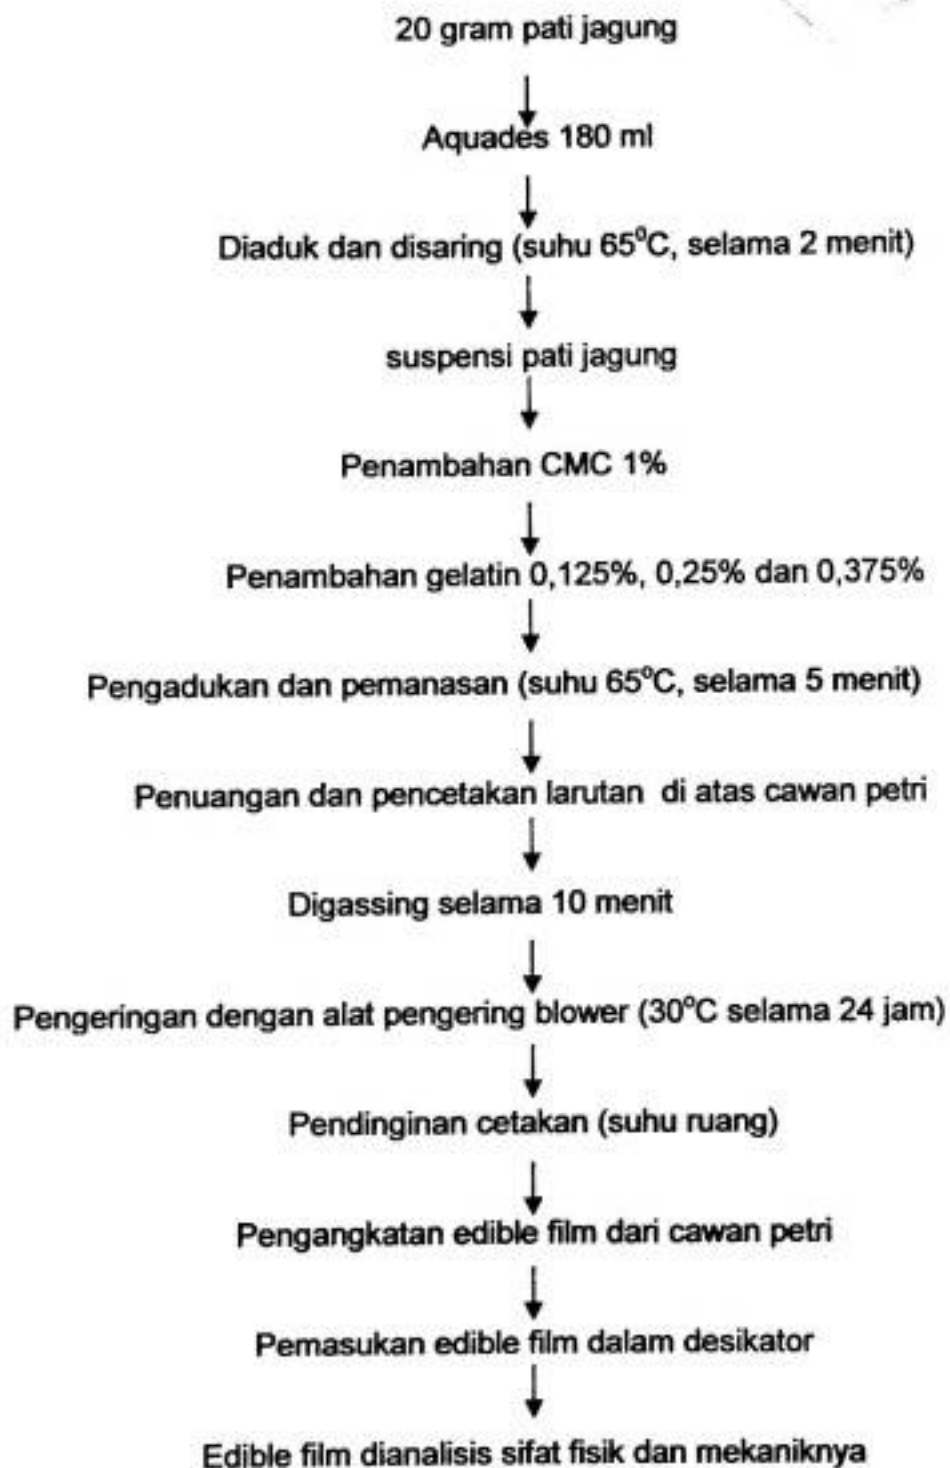 20 gram pati jagung
Aquades 180 ml
Diaduk dan disaring (suhu 65⁰C, selama 2 menit)
suspensi pati jagung
Penambahan CMC 1%
Penambahan gelatin 0,125%, 0,25% dan 0,375%
Pengadukan dan pemanasan (suhu 65⁰C, selama 5 menit)
Penuangan dan pencetakan larutan di atas cawan petri
Digassing selama 10 menit
Pengeringan dengan alat pengering blower (30⁰C selama 24 jam)
Pendinginan cetakan (suhu ruang)
Pengangkatan edible film dari cawan petri
Pemasukan edible film dalam desikator
Edible film dianalisis sifat fisik dan mekaniknya